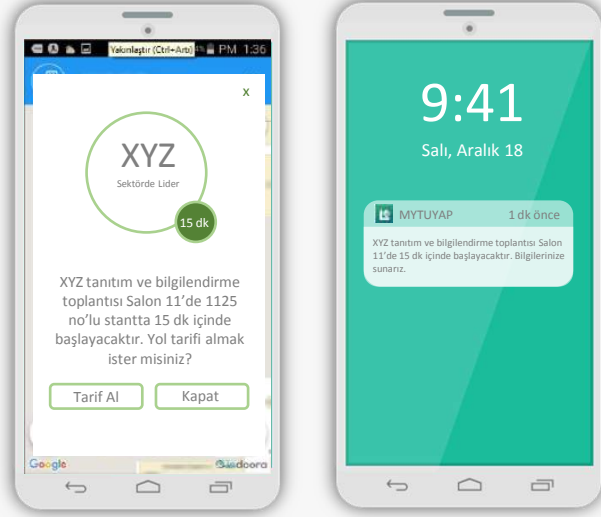 Yakınlaştır (Ctrl+Artı)
PM 1:36
x
XYZ
Sektörde Lider
15 dk
XYZ tanıtım ve bilgilendirme
toplantısı Salon 11’de 1125
no’lu stantta 15 dk içinde
başlayacaktır. Yol tarifi almak
ister misiniz?
Tarif Al
Kapat
Google
9:41
Salı, Aralık 18
MYTUYAP
1 dk önce
XYZ tanıtım ve bilgilendirme toplantısı Salon
11’de 15 dk içinde başlayacaktır. Bilgilerinize
sunarız.